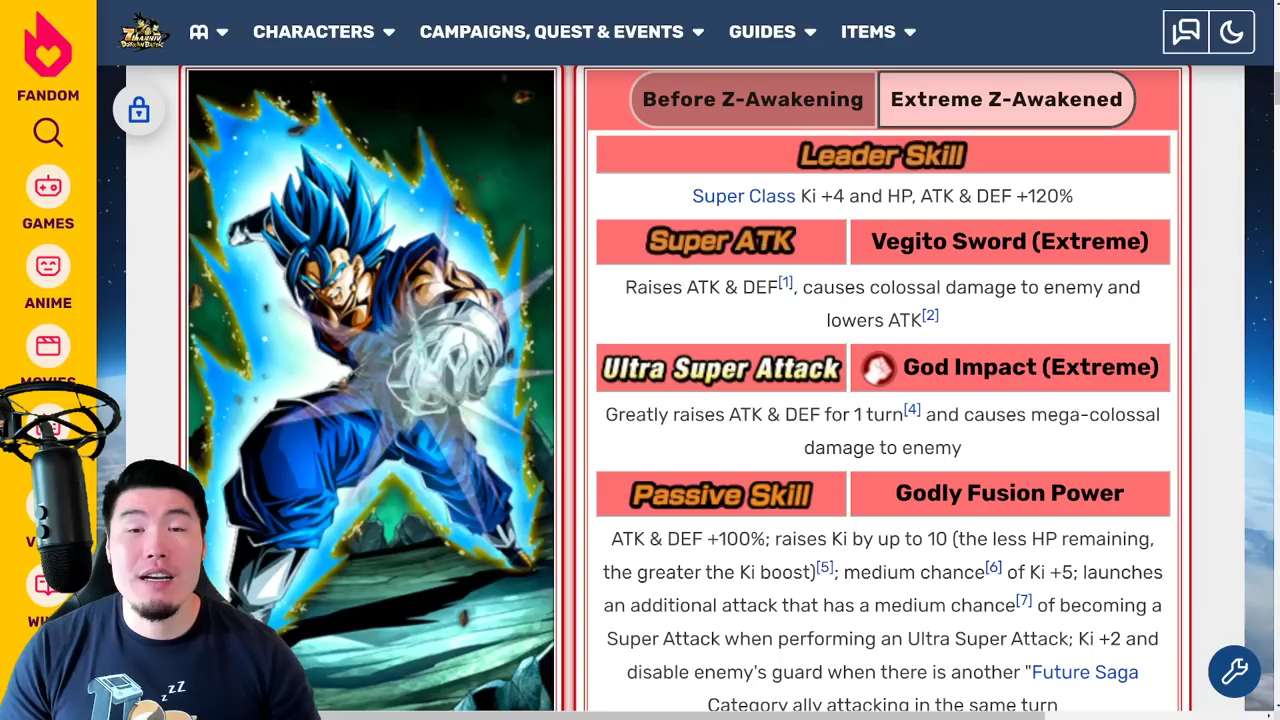 CHARACTERS
CAMPAIGNS, QUEST & EVENTS
GUIDES
ITEMS
FANDOM
GAMES
ANIME
MOVIES
Before Z-Awakening
Extreme Z-Awakened
Leader Skill
Super Class Ki +4 and HP, ATK & DEF +120%
Super ATK
Vegito Sword (Extreme)
Raises ATK & DEF[1], causes colossal damage to enemy and
lowers ATK[2]
Ultra Super Attack
God Impact (Extreme)
Greatly raises ATK & DEF for 1 turn[4] and causes mega-colossal
damage to enemy
Passive Skill
Godly Fusion Power
ATK & DEF +100%; raises Ki by up to 10 (the less HP remaining,
the greater the Ki boost)[5]; medium chance[6] of Ki +5; launches
an additional attack that has a medium chance[7] of becoming a
Super Attack when performing an Ultra Super Attack; Ki +2 and
disable enemy's guard when there is another "Future Saga
Category ally attacking in the same turn
zzZ